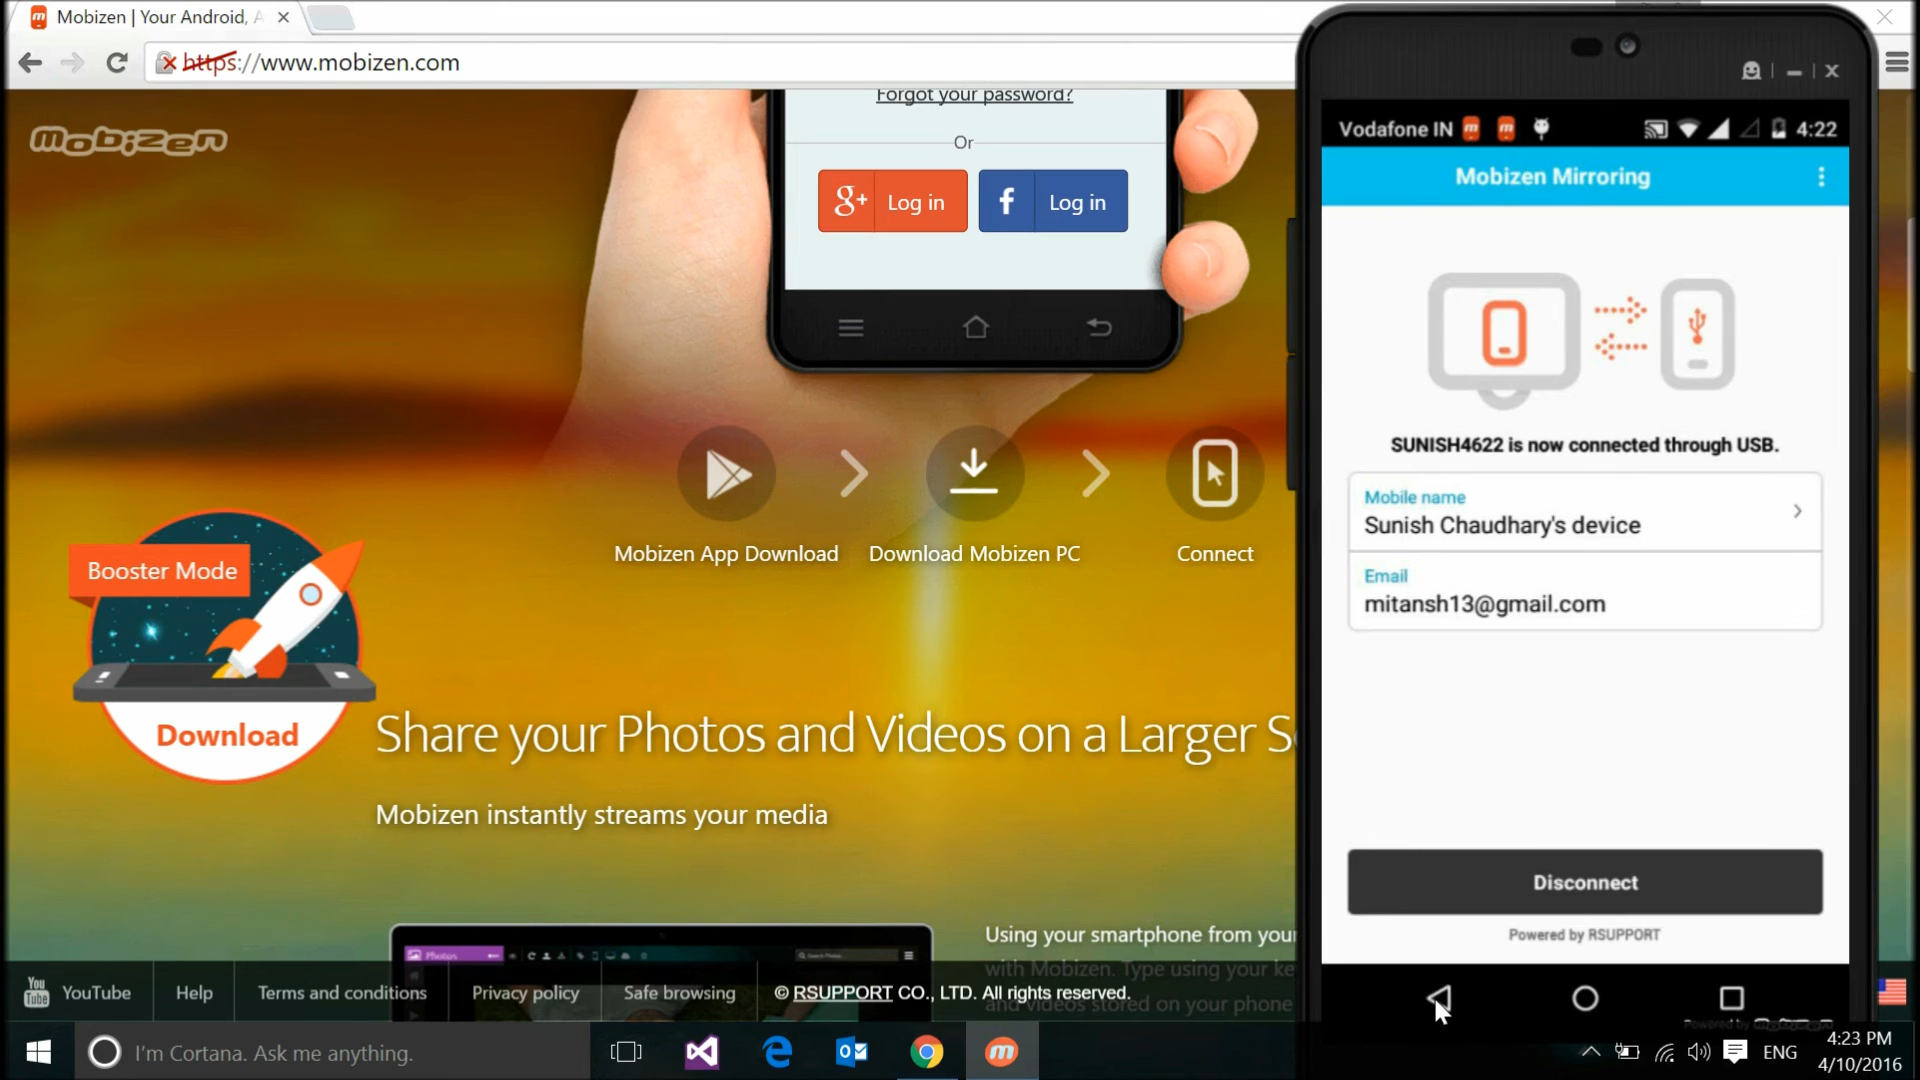 Mobizen | Your Android, A
https://www.mobizen.com
mobizen
Forgot your password?
Or
g+ Log in
f Log in
Mobizen App Download
Download Mobizen PC
Connect
Booster Mode
Download
Share your Photos and Videos on a Larger S
Mobizen instantly streams your media
Photos
Using your smartphone from your
with Mobizen. Type using your ke
and videos stored on your phone
You Tube YouTube
Help
Terms and conditions
Privacy policy
Safe browsing
© RSUPPORT CO., LTD. All rights reserved.
Vodafone IN
4:22
Mobizen Mirroring
SUNISH4622 is now connected through USB.
Mobile name
Sunish Chaudhary's device
Email
mitansh13@gmail.com
Disconnect
Powered by RSUPPORT
Powered by
I'm Cortana. Ask me anything.
ENG
4:23 PM
4/10/2016